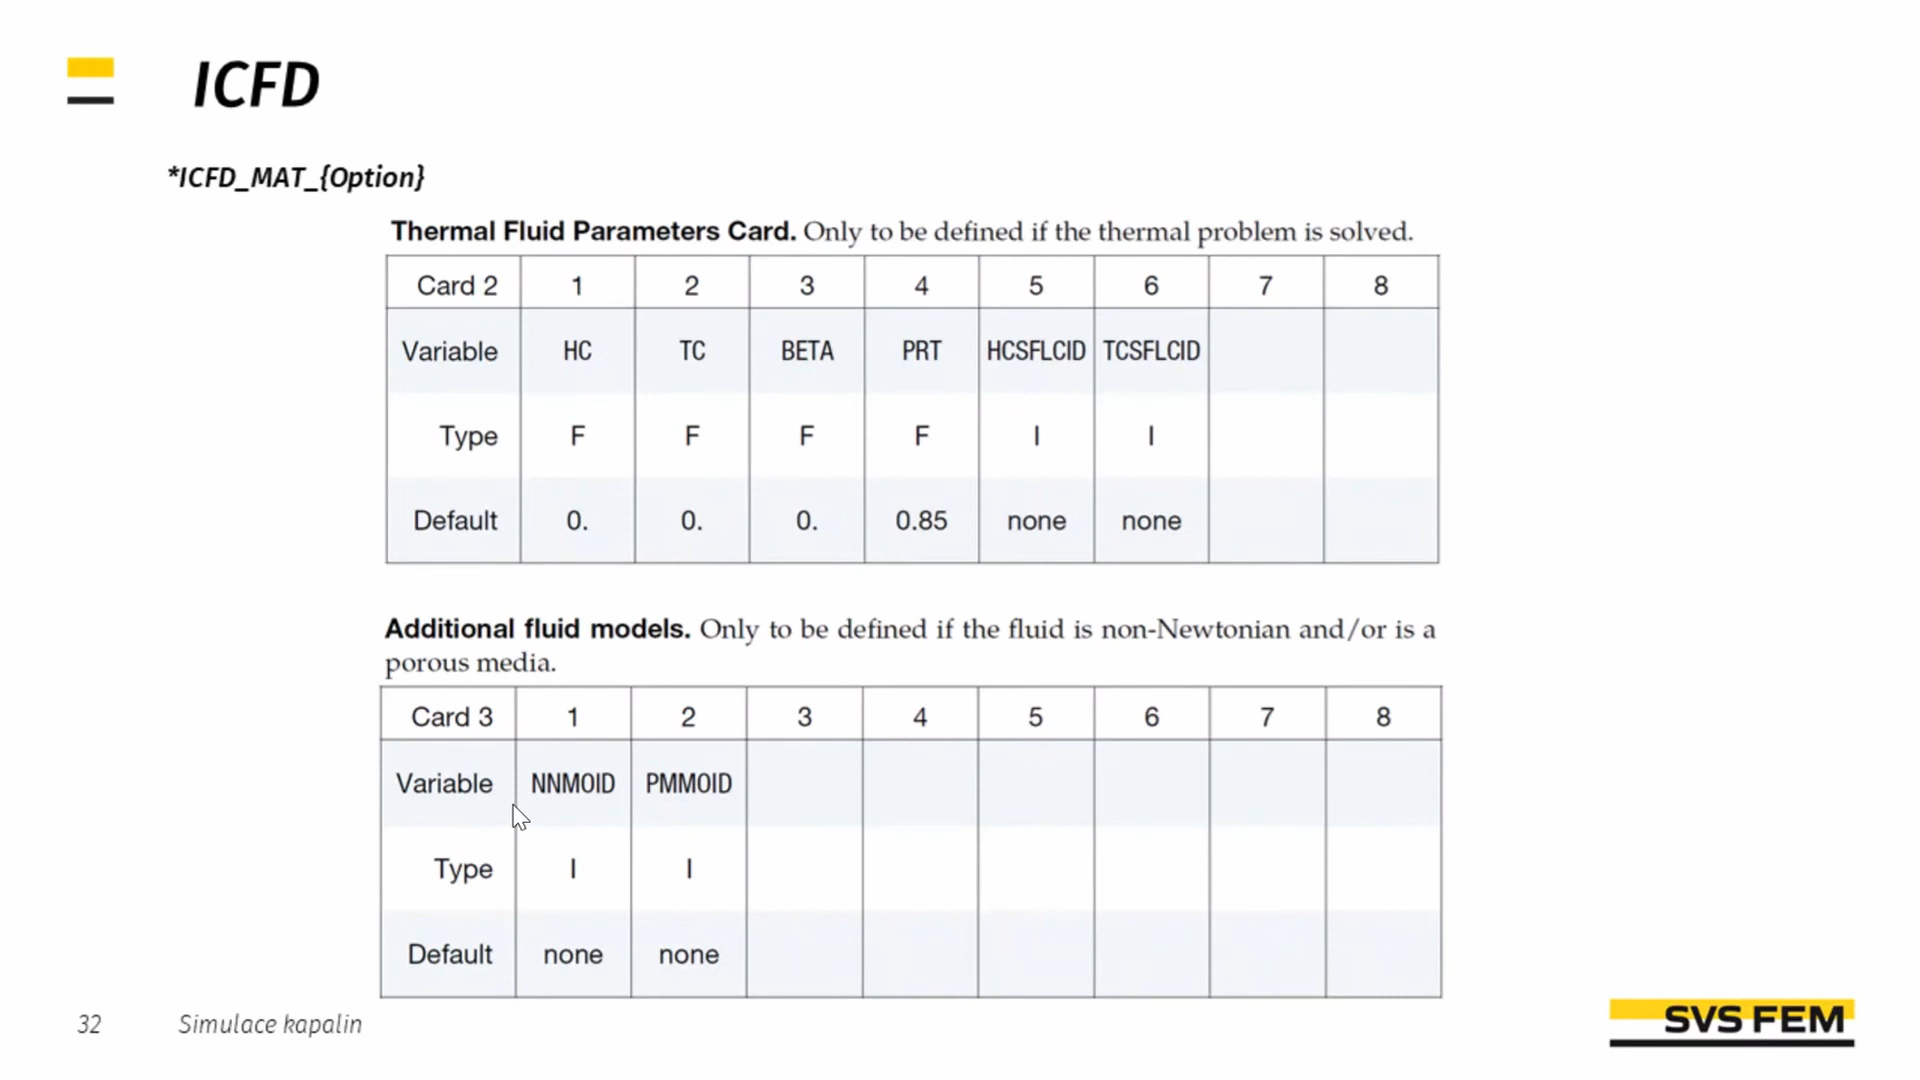 ICFD
*ICFD_MAT_{Option}
Thermal Fluid Parameters Card. Only to be defined if the thermal problem is solved.
Card 2 1 2 3 4 5 6 7 8
Variable HC TC BETA PRT HCSFLCID TCSFLCID
Type F F F F I I
Default 0. 0. 0. 0.85 none none
Additional fluid models. Only to be defined if the fluid is non-Newtonian and/or is a
porous media.
Card 3 1 2 3 4 5 6 7 8
Variable NNMOID PMMOID
Type I I
Default none none
32 Simulace kapalin
SVS FEM